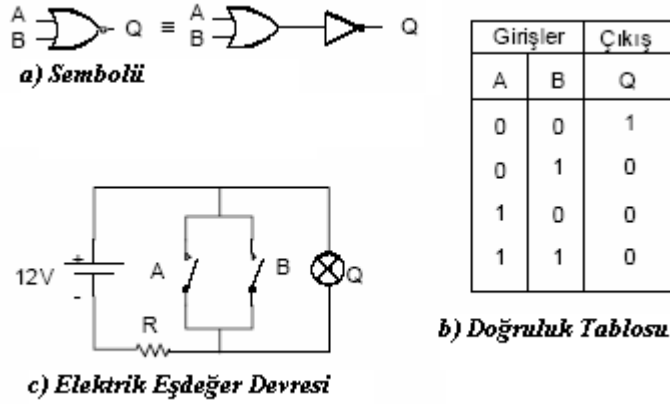 A
B
Q ≡ A
B
Q
a) Sembolü
Girişler Çıkış
A B Q
0 0 1
0 1 0
1 0 0
1 1 0
b) Doğruluk Tablosu
12V + - A B Q
R
c) Elektrik Eşdeğer Devresi